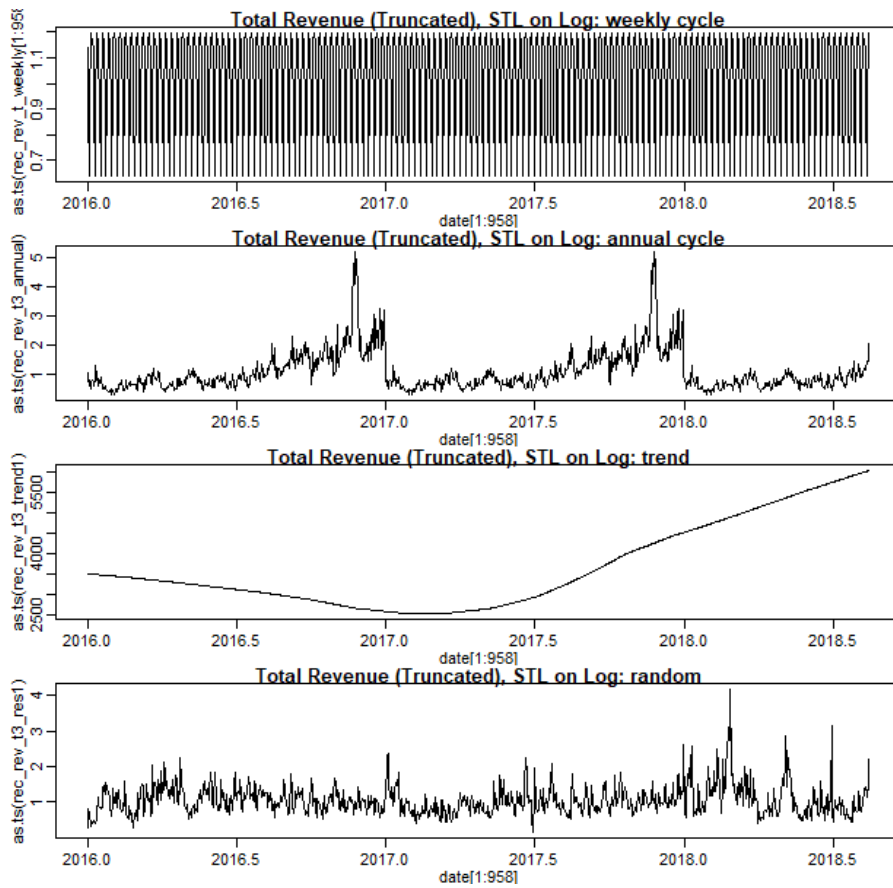 Total Revenue (Truncated), STL on Log: weekly cycle
as.ts(rec_rev_t_weekly[1:958
0.7 0.9 1.1
2016.0 2016.5 2017.0 2017.5 2018.0 2018.5
date[1:958]
Total Revenue (Truncated), STL on Log: annual cycle
as.ts(rec_rev_t3_annual)
1 2 3 4 5
2016.0 2016.5 2017.0 2017.5 2018.0 2018.5
date[1:958]
Total Revenue (Truncated), STL on Log: trend
as.ts(rec_rev_t3_trend1)
2500 4000 5500
2016.0 2016.5 2017.0 2017.5 2018.0 2018.5
date[1:958]
Total Revenue (Truncated), STL on Log: random
as.ts(rec_rev_t3_res1)
1 2 3 4
2016.0 2016.5 2017.0 2017.5 2018.0 2018.5
date[1:958]